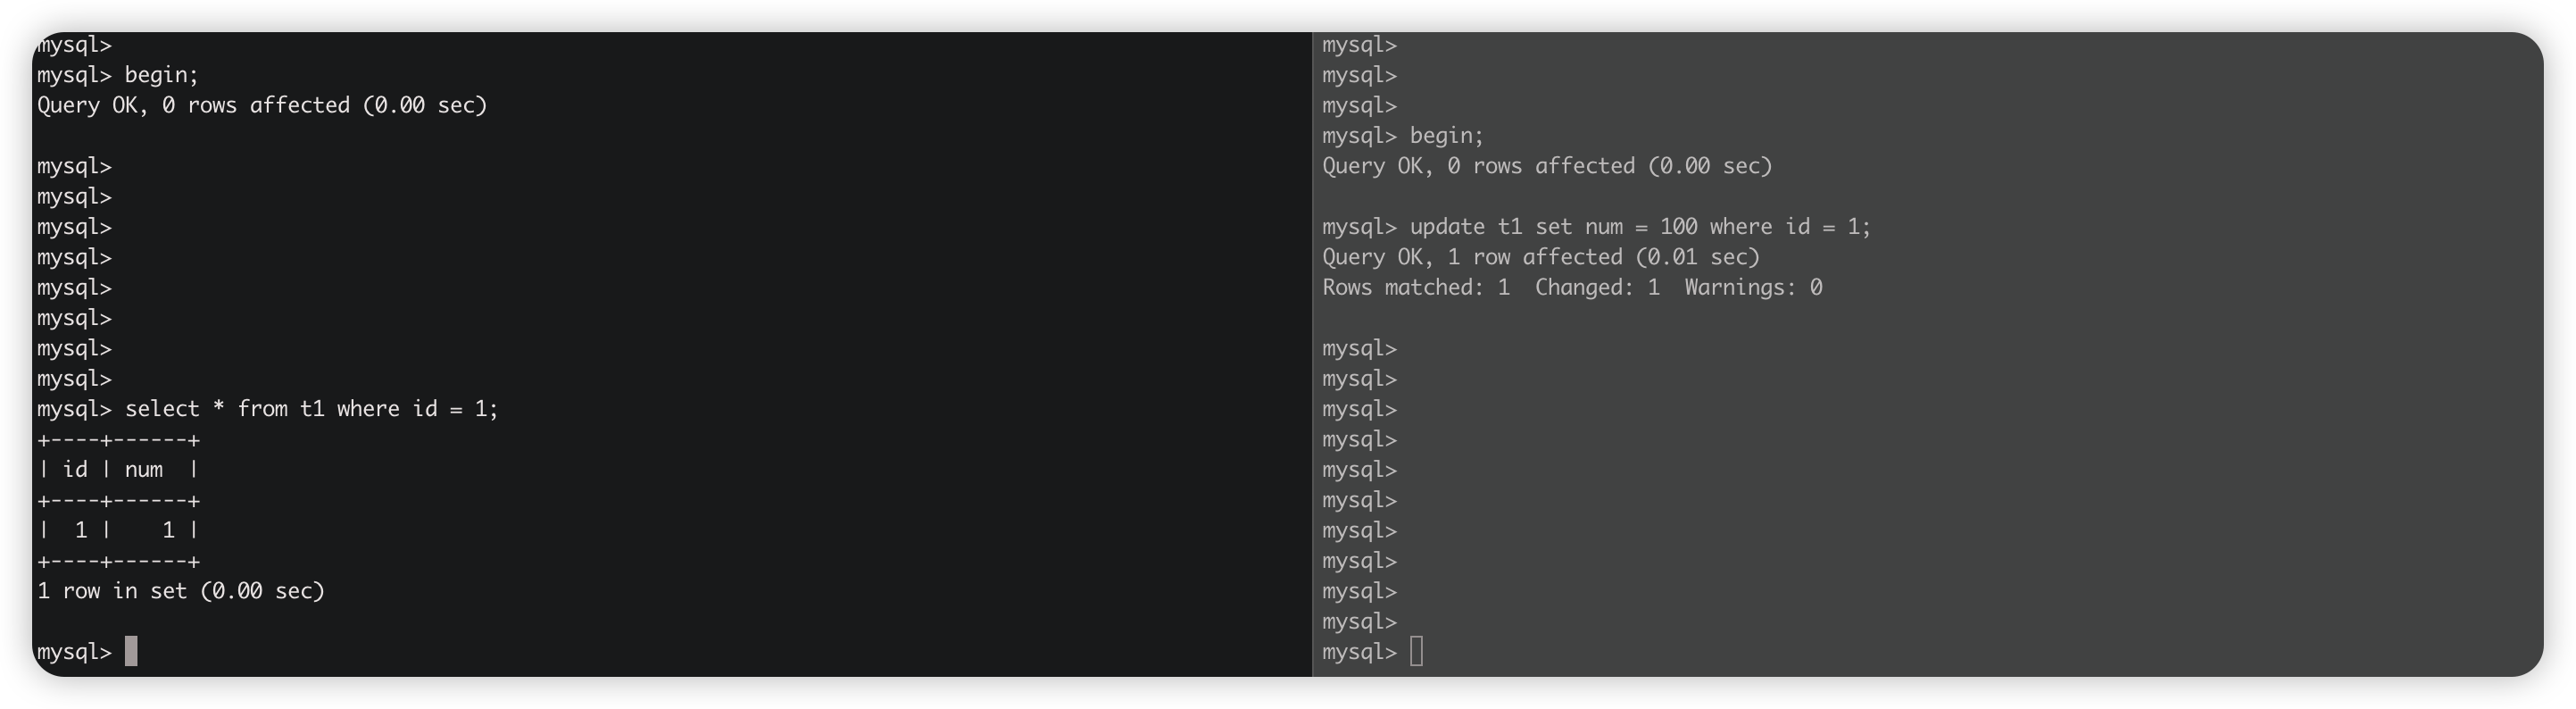 mysql>
mysql> begin;
Query OK, 0 rows affected (0.00 sec)

mysql>
mysql>
mysql>
mysql>
mysql>
mysql>
mysql>
mysql>
mysql> select * from t1 where id = 1;
+----+------+
| id | num  |
+----+------+
|  1 |    1 |
+----+------+
1 row in set (0.00 sec)

mysql>
mysql>
mysql>
mysql>
mysql> begin;
Query OK, 0 rows affected (0.00 sec)

mysql> update t1 set num = 100 where id = 1;
Query OK, 1 row affected (0.01 sec)
Rows matched: 1  Changed: 1  Warnings: 0

mysql>
mysql>
mysql>
mysql>
mysql>
mysql>
mysql>
mysql>
mysql>
mysql>
mysql>